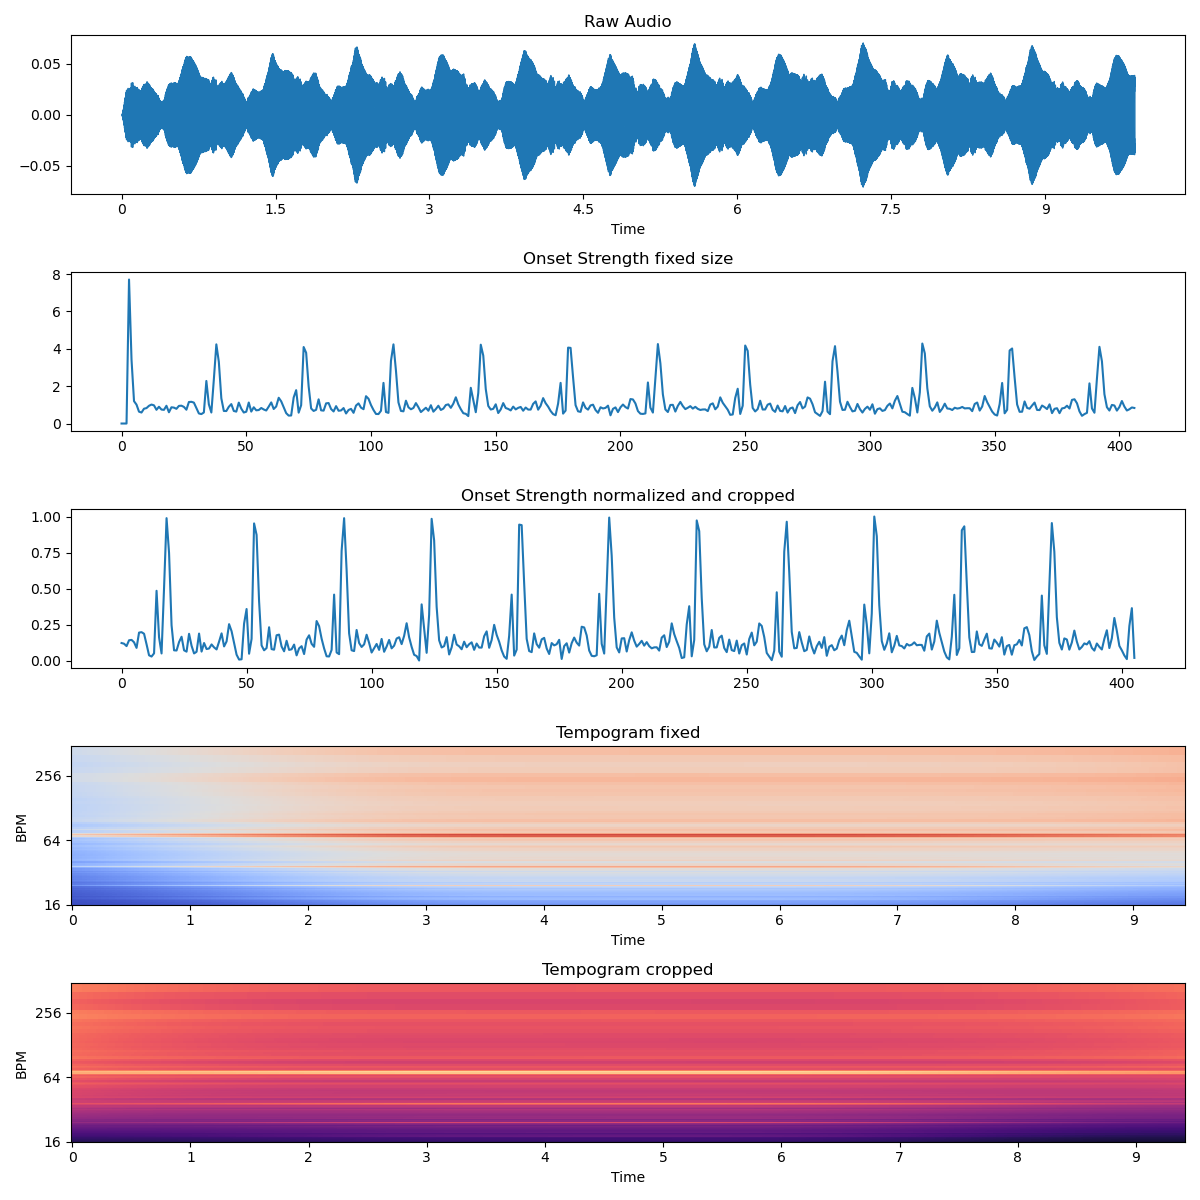 Raw Audio
0.05
0.00
−0.05
0 1.5 3 4.5 6 7.5 9
Time
Onset Strength fixed size
8
6
4
2
0
0 50 100 150 200 250 300 350 400
Onset Strength normalized and cropped
1.00
0.75
0.50
0.25
0.00
0 50 100 150 200 250 300 350 400
Tempogram fixed
256
64
16
BPM
0 1 2 3 4 5 6 7 8 9
Time
Tempogram cropped
256
64
16
BPM
0 1 2 3 4 5 6 7 8 9
Time